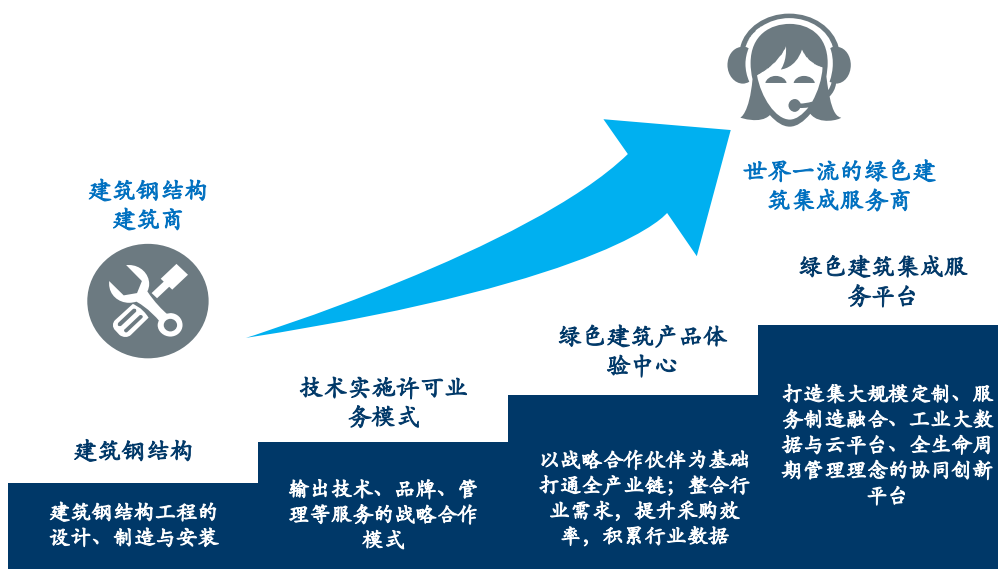 建筑钢结构
建筑商
世界一流的绿色建
筑集成服务商
建筑钢结构
建筑钢结构工程的
设计、制造与安装
技术实施许可业
务模式
输出技术、品牌、管
理等服务的战略合作
模式
绿色建筑产品体
验中心
以战略合作伙伴为基础
打通全产业链；整合行
业需求，提升采购效
率，积累行业数据
绿色建筑集成服
务平台
打造集大规模定制、服
务制造融合、工业大数
据与云平台、全生命周
期管理理念的协同创新
平台